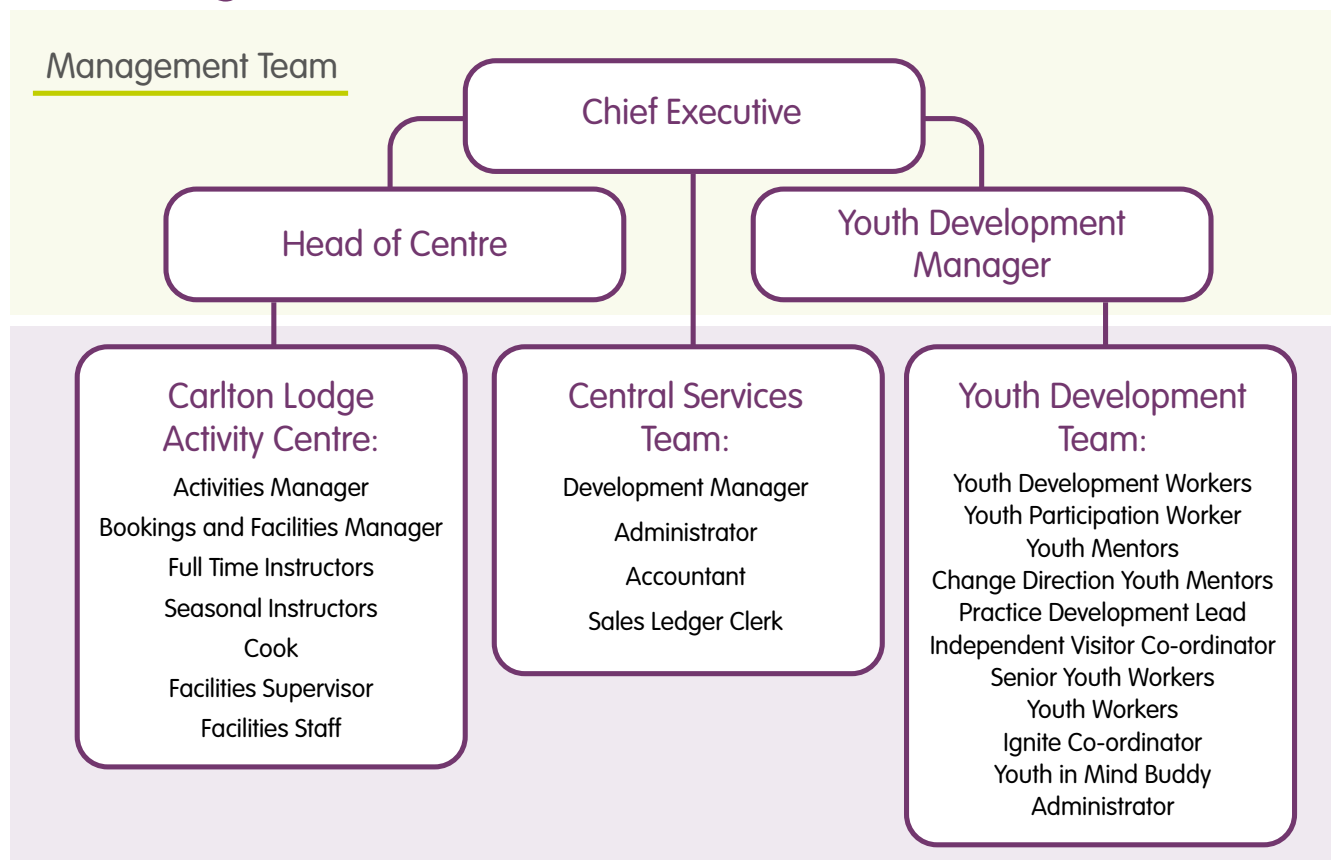 Management Team
Chief Executive
Head of Centre
Youth Development
Manager
Carlton Lodge
Activity Centre:
Activities Manager
Bookings and Facilities Manager
Full Time Instructors
Seasonal Instructors
Cook
Facilities Supervisor
Facilities Staff
Central Services
Team:
Development Manager
Administrator
Accountant
Sales Ledger Clerk
Youth Development
Team:
Youth Development Workers
Youth Participation Worker
Youth Mentors
Change Direction Youth Mentors
Practice Development Lead
Independent Visitor Co-ordinator
Senior Youth Workers
Youth Workers
Ignite Co-ordinator
Youth in Mind Buddy
Administrator